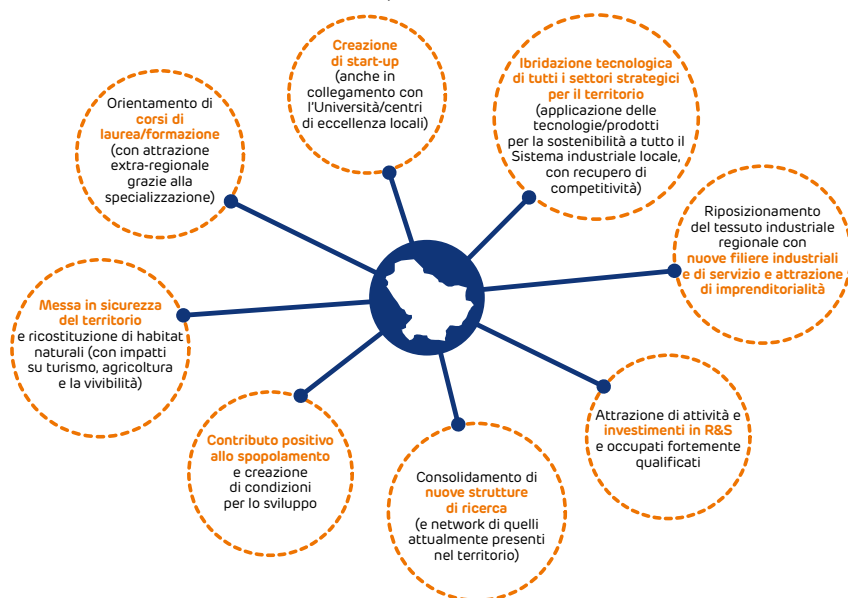 Creazione
di start-up
(anche in
collegamento con
l'Università/centri
di eccellenza locali)
Ibridazione tecnologica
di tutti i settori strategici
per il territorio
(applicazione delle
tecnologie/prodotti
per la sostenibilità a tutto il
Sistema industriale locale,
con recupero di
competitività)
Orientamento di
corsi di
laurea/formazione
(con attrazione
extra-regionale
grazie alla
specializzazione)
Riposizionamento
del tessuto industriale
regionale con
nuove filiere industriali
e di servizio e attrazione
di imprenditorialità
Messa in sicurezza
del territorio
e ricostituzione di habitat
naturali (con impatti
su turismo, agricoltura
e la vivibilità)
Attrazione di attività e
investimenti in R&S
e occupati fortemente
qualificati
Contributo positivo
allo spopolamento
e creazione
di condizioni
per lo sviluppo
Consolidamento di
nuove strutture
di ricerca
(e network di quelli
attualmente presenti
nel territorio)